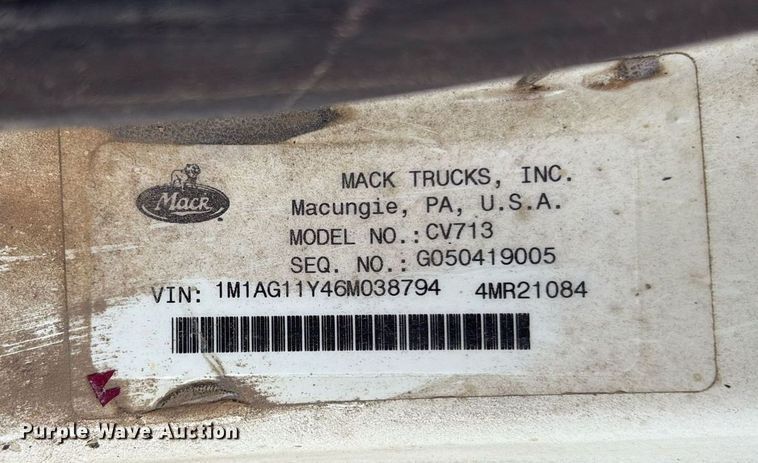 MACK TRUCKS, INC.
Mack
Macungie, PA, U.S.A.
MODEL NO.: CV713
SEQ. NO.: G050419005
VIN: 1M1AG11Y46M038794 4MR21084
Purple Wave Auction